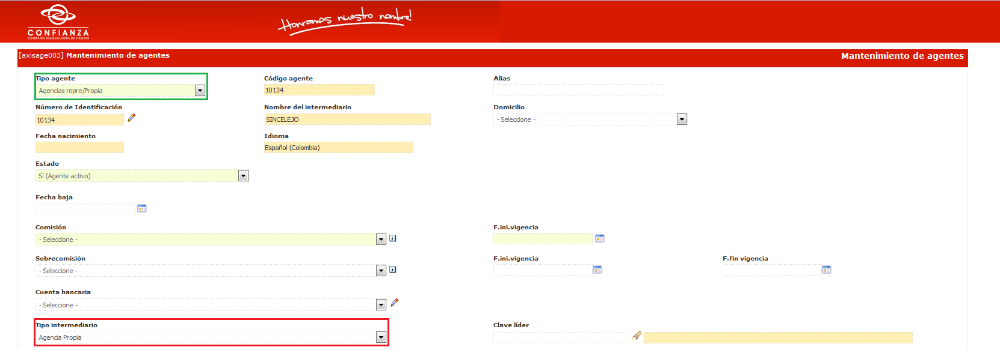 CONFIANZA
COMPAÑÍA ASEGURADORA DE FIANZAS
Honramos nuestro nombre!
[axisage003] Mantenimiento de agentes
Mantenimiento de agentes
Tipo agente
Código agente
Alias
Agencias repre/Propia
10134
Número de Identificación
Nombre del intermediario
Domicilio
10134
SINCELEJO
- Seleccione -
Fecha nacimiento
Idioma
Español (Colombia)
Estado
Sí (Agente activo)
Fecha baja
Comisión
F.ini.vigencia
- Seleccione -
Sobrecomisión
F.ini.vigencia
F.fin vigencia
- Seleccione -
Cuenta bancaria
- Seleccione -
Tipo intermediario
Clave líder
Agencia Propia